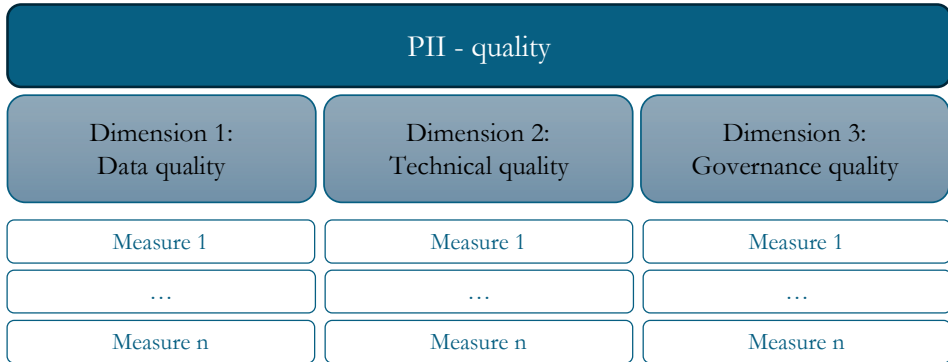 PII - quality
Dimension 1:
Data quality
Dimension 2:
Technical quality
Dimension 3:
Governance quality
Measure 1
Measure 1
Measure 1
…
…
…
Measure n
Measure n
Measure n